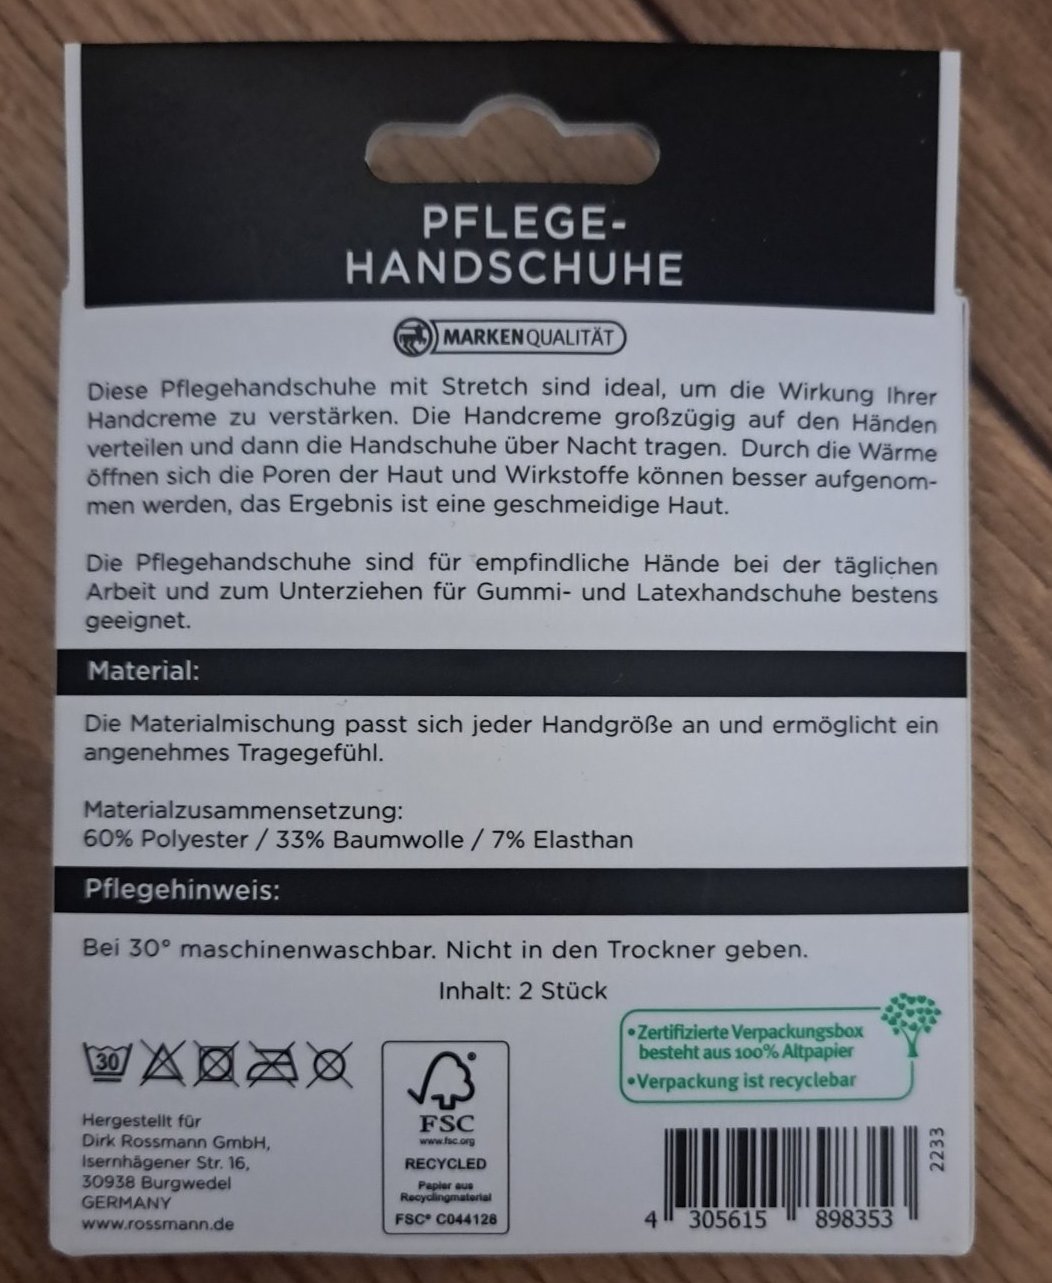 PFLEGE-
HANDSCHUHE
MARKENQUALITÄT
Diese Pflegehandschuhe mit Stretch sind ideal, um die Wirkung Ihrer
Handcreme zu verstärken. Die Handcreme großzügig auf den Händen
verteilen und dann die Handschuhe über Nacht tragen. Durch die Wärme
öffnen sich die Poren der Haut und Wirkstoffe können besser aufgenom-
men werden, das Ergebnis ist eine geschmeidige Haut.
Die Pflegehandschuhe sind für empfindliche Hände bei der täglichen
Arbeit und zum Unterziehen für Gummi- und Latexhandschuhe bestens
geeignet.
Material:
Die Materialmischung passt sich jeder Handgröße an und ermöglicht ein
angenehmes Tragegefühl.
Materialzusammensetzung:
60% Polyester / 33% Baumwolle / 7% Elasthan
Pflegehinweis:
Bei 30° maschinenwaschbar. Nicht in den Trockner geben.
Inhalt: 2 Stück
30
Hergestellt für
Dirk Rossmann GmbH,
Isernhägener Str. 16,
30938 Burgwedel
GERMANY
www.rossmann.de
®
FSC
www.fsc.org
RECYCLED
Papier aus
Recyclingmaterial
FSC® C044128
•Zertifizierte Verpackungsbox
besteht aus 100% Altpapier
•Verpackung ist recyclebar
2233
4 305615 898353